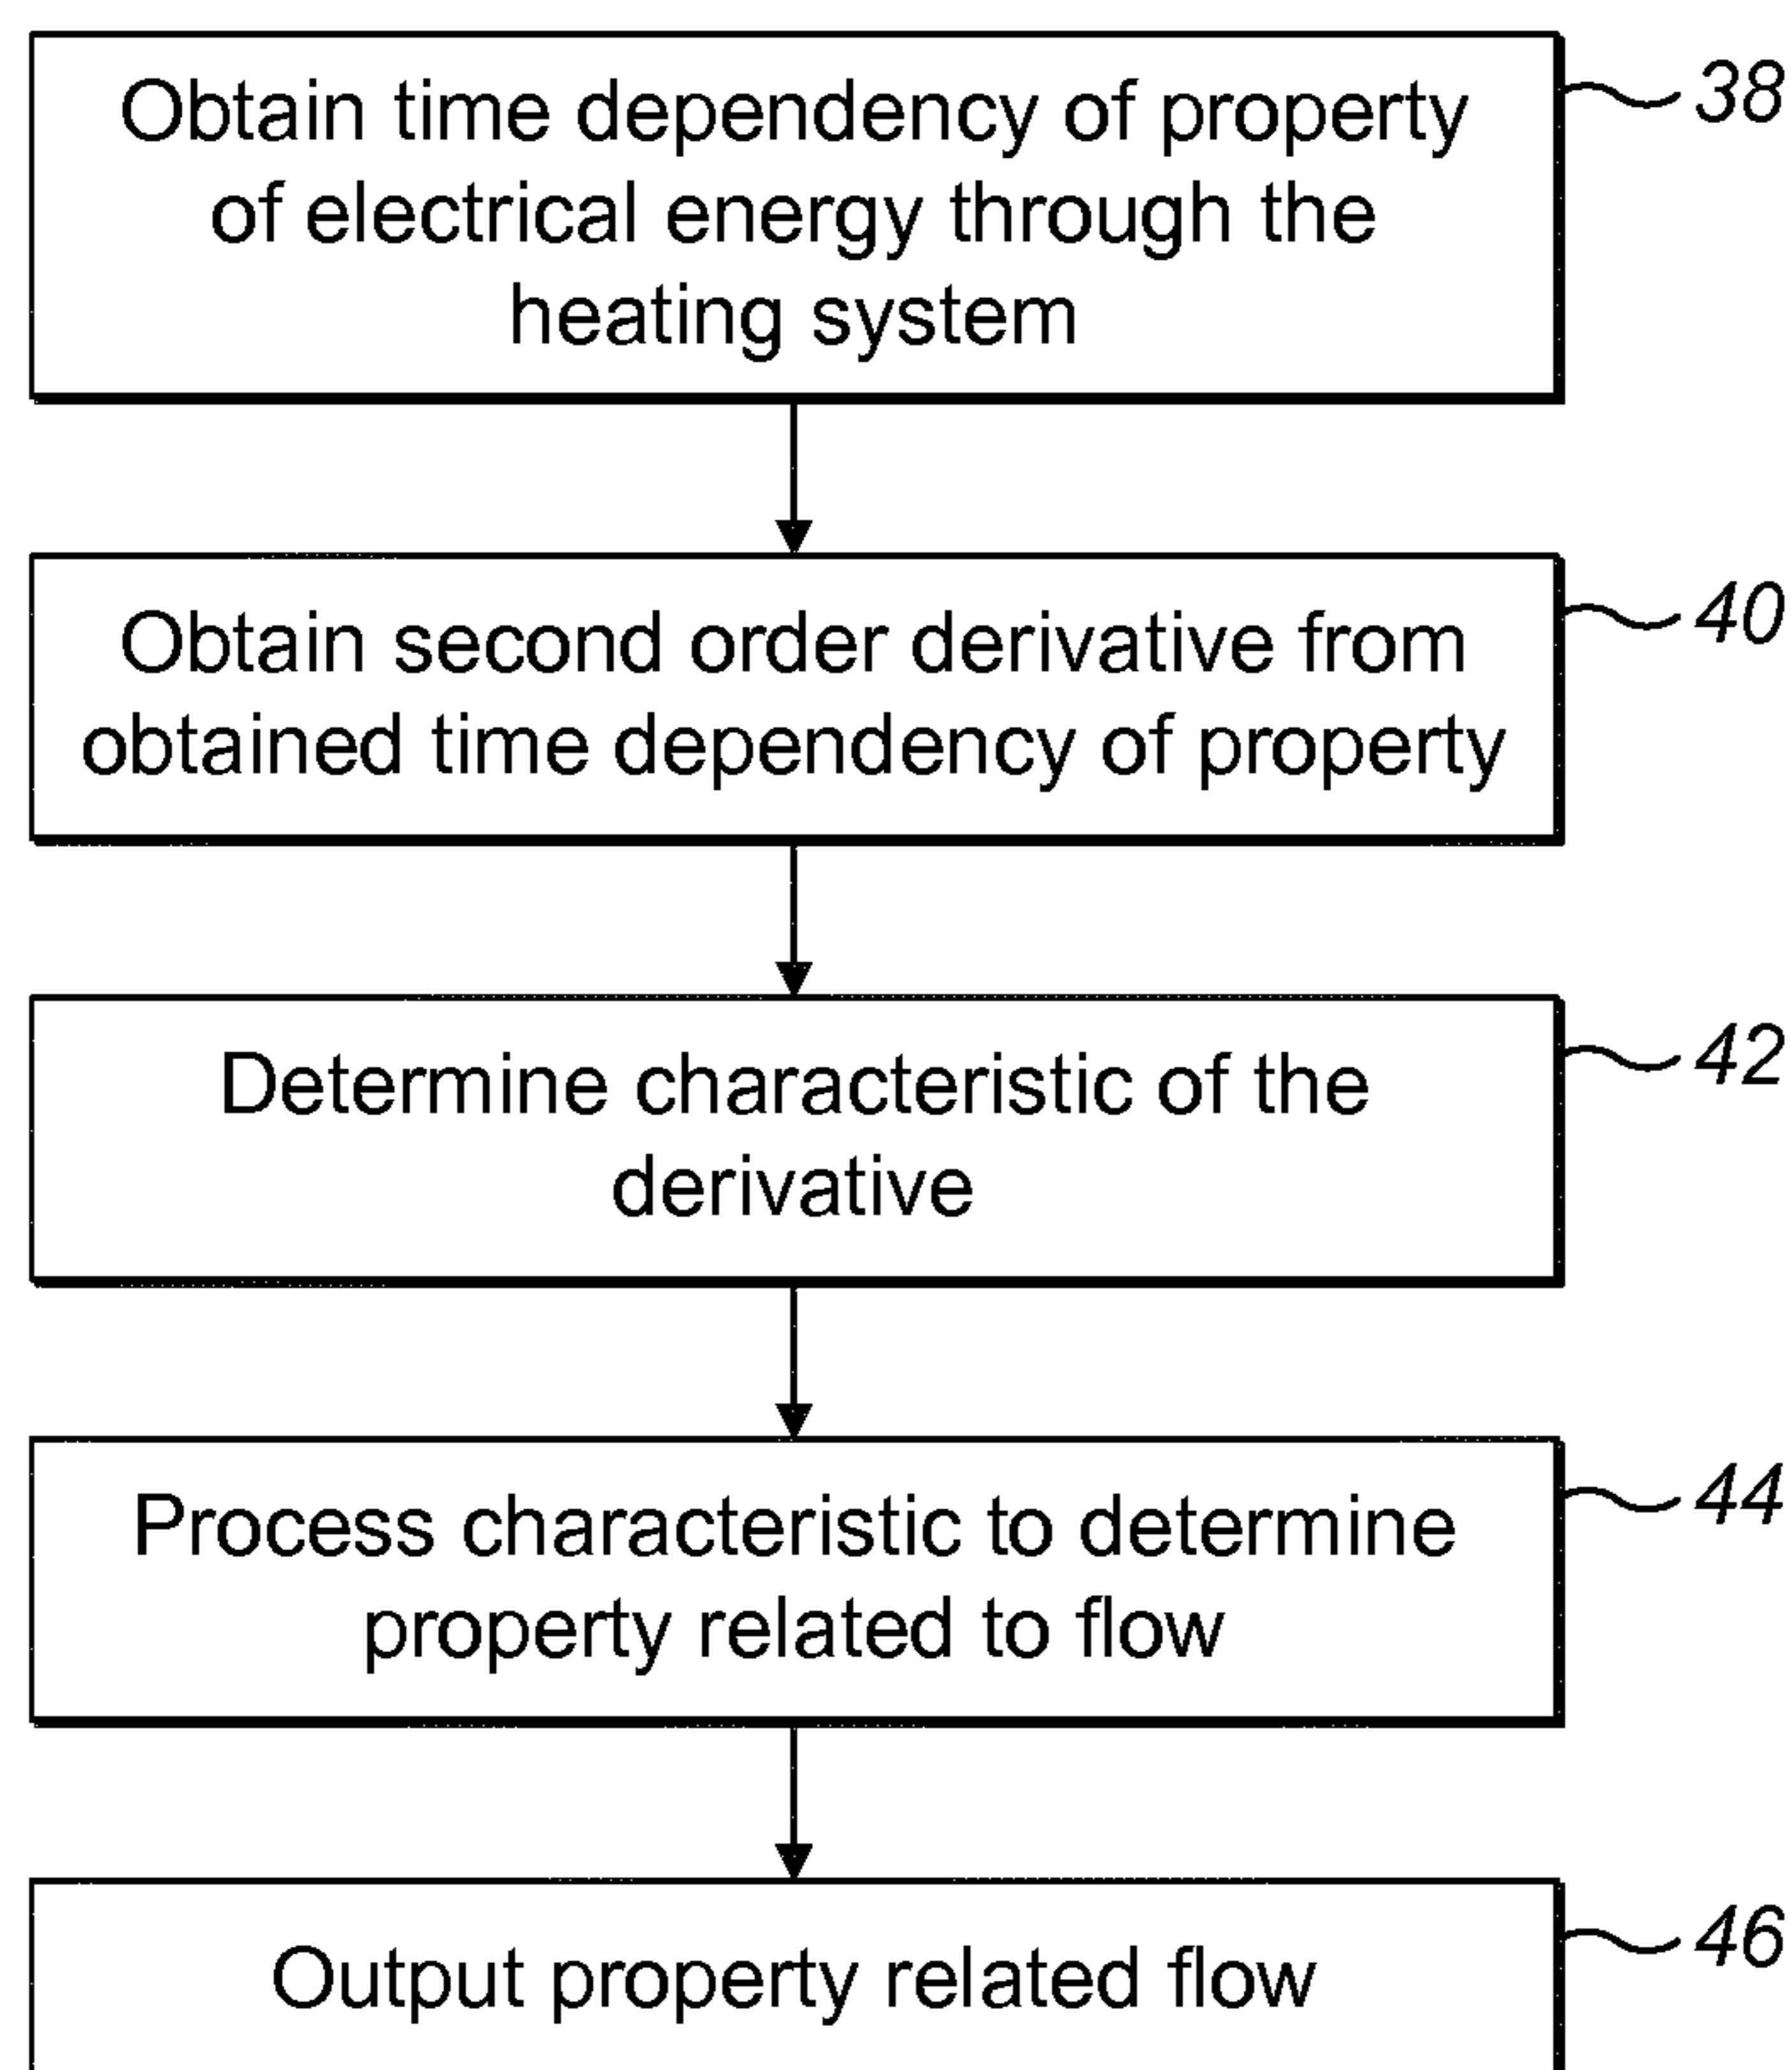 Obtain time dependency of property
38
of electrical energy through the
heating system
Obtain second order derivative from
40
obtained time dependency of property
Determine characteristic of the
42
derivative
Process characteristic to determine
44
property related to flow
Output property related flow
46